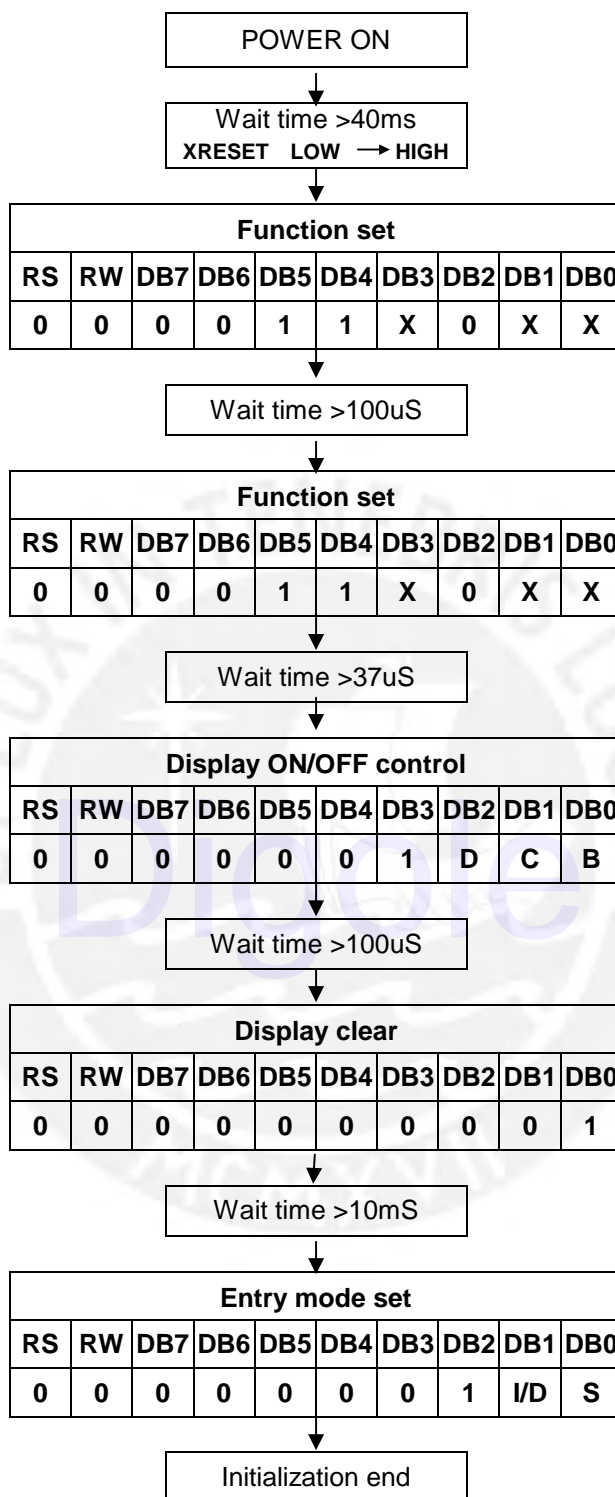 POWER ON
Wait time >40ms
XRESET LOW → HIGH
Function set
RS RW DB7 DB6 DB5 DB4 DB3 DB2 DB1 DB0
0 0 0 0 1 1 X 0 X X
Wait time >100uS
Function set
RS RW DB7 DB6 DB5 DB4 DB3 DB2 DB1 DB0
0 0 0 0 1 1 X 0 X X
Wait time >37uS
Display ON/OFF control
RS RW DB7 DB6 DB5 DB4 DB3 DB2 DB1 DB0
0 0 0 0 0 0 1 D C B
Digole
Wait time >100uS
Display clear
RS RW DB7 DB6 DB5 DB4 DB3 DB2 DB1 DB0
0 0 0 0 0 0 0 0 0 1
Wait time >10mS
Entry mode set
RS RW DB7 DB6 DB5 DB4 DB3 DB2 DB1 DB0
0 0 0 0 0 0 0 1 I/D S
Initialization end
LUX IN TENEBRIS
MCMXVII